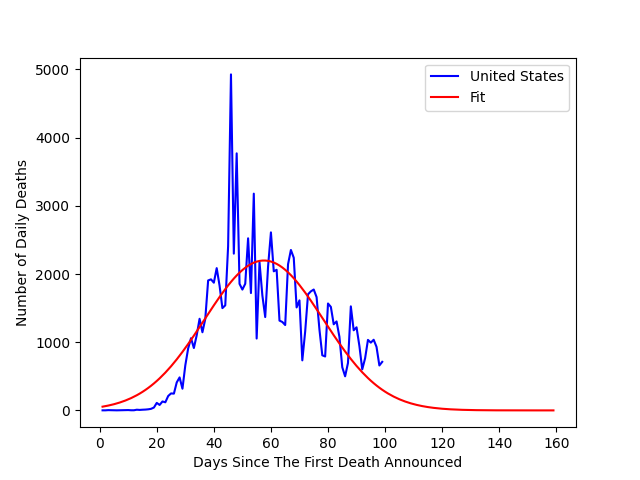 United States
Fit
5000
4000
3000
2000
1000
0
Number of Daily Deaths
0 20 40 60 80 100 120 140 160
Days Since The First Death Announced